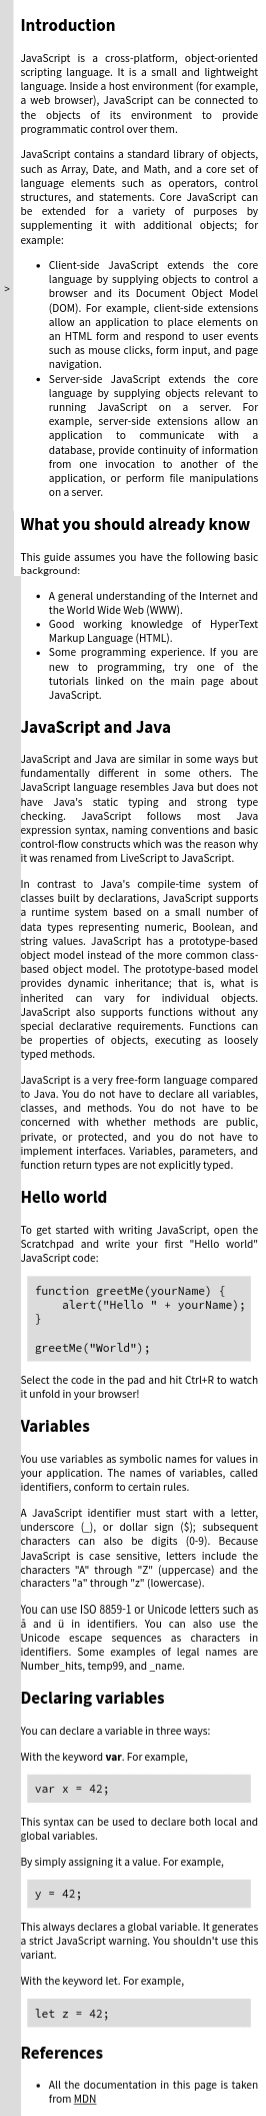 Introduction
JavaScript is a cross-platform, object-oriented
scripting language. It is a small and lightweight
language. Inside a host environment (for example,
a web browser), JavaScript can be connected to
the objects of its environment to provide
programmatic control over them.
JavaScript contains a standard library of objects,
such as Array, Date, and Math, and a core set of
language elements such as operators, control
structures, and statements. Core JavaScript can
be extended for a variety of purposes by
supplementing it with additional objects; for
example:
• Client-side JavaScript extends the core
language by supplying objects to control a
browser and its Document Object Model
>
(DOM). For example, client-side extensions
allow an application to place elements on
an HTML form and respond to user events
such as mouse clicks, form input, and page
navigation.
• Server-side JavaScript extends the core
language by supplying objects relevant to
running JavaScript on a server. For
example, server-side extensions allow an
application to communicate with a
database, provide continuity of information
from one invocation to another of the
application, or perform file manipulations
on a server.
What you should already know
This guide assumes you have the following basic
background:
• A general understanding of the Internet and
the World Wide Web (WWW).
• Good working knowledge of HyperText
Markup Language (HTML).
• Some programming experience. If you are
new to programming, try one of the
tutorials linked on the main page about
JavaScript.
JavaScript and Java
JavaScript and Java are similar in some ways but
fundamentally different in some others. The
JavaScript language resembles Java but does not
have Java's static typing and strong type
checking. JavaScript follows most Java
expression syntax, naming conventions and basic
control-flow constructs which was the reason why
it was renamed from LiveScript to JavaScript.
In contrast to Java's compile-time system of
classes built by declarations, JavaScript supports
a runtime system based on a small number of
data types representing numeric, Boolean, and
string values. JavaScript has a prototype-based
object model instead of the more common class-
based object model. The prototype-based model
provides dynamic inheritance; that is, what is
inherited can vary for individual objects.
JavaScript also supports functions without any
special declarative requirements. Functions can
be properties of objects, executing as loosely
typed methods.
JavaScript is a very free-form language compared
to Java. You do not have to declare all variables,
classes, and methods. You do not have to be
concerned with whether methods are public,
private, or protected, and you do not have to
implement interfaces. Variables, parameters, and
function return types are not explicitly typed.
Hello world
To get started with writing JavaScript, open the
Scratchpad and write your first "Hello world"
JavaScript code:
function greetMe(yourName) {
alert("Hello " + yourName);
}
greetMe("World");
Select the code in the pad and hit Ctrl+R to watch
it unfold in your browser!
Variables
You use variables as symbolic names for values in
your application. The names of variables, called
identifiers, conform to certain rules.
A JavaScript identifier must start with a letter,
underscore (_), or dollar sign ($); subsequent
characters can also be digits (0-9). Because
JavaScript is case sensitive, letters include the
characters "A" through "Z" (uppercase) and the
characters "a" through "z" (lowercase).
You can use ISO 8859-1 or Unicode letters such as
å and ü in identifiers. You can also use the
Unicode escape sequences as characters in
identifiers. Some examples of legal names are
Number_hits, temp99, and _name.
Declaring variables
You can declare a variable in three ways:
With the keyword var. For example,
var x = 42;
This syntax can be used to declare both local and
global variables.
By simply assigning it a value. For example,
y = 42;
This always declares a global variable. It generates
a strict JavaScript warning. You shouldn't use this
variant.
With the keyword let. For example,
let z = 42;
References
• All the documentation in this page is taken
from MDN